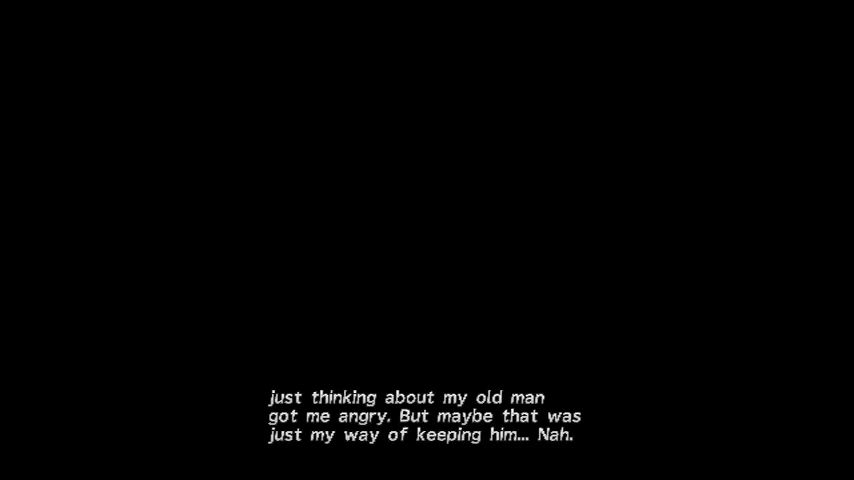 just thinking about my old man
got me angry. But maybe that was
just my way of keeping him... Nah.